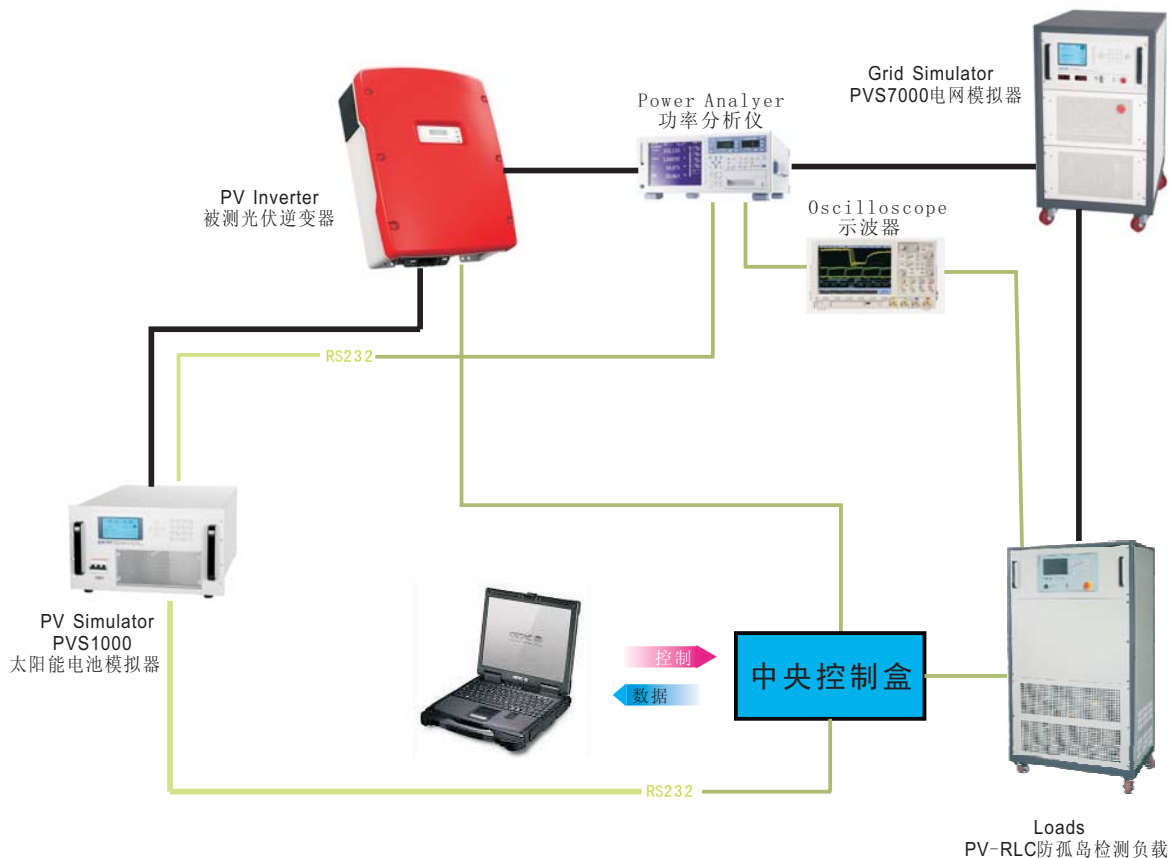 Grid Simulator
PVS7000电网模拟器
Power Analyer
功率分析仪
PV Inverter
被测光伏逆变器
Oscilloscope
示波器
RS232
PV Simulator
PVS1000
太阳能电池模拟器
控制
数据
中央控制盒
RS232
Loads
PV-RLC防孤岛检测负载